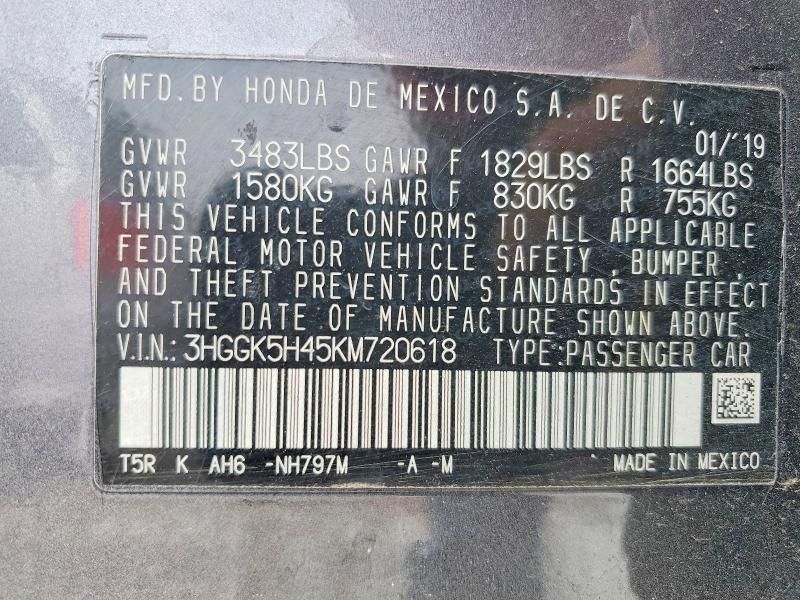 MFD. BY HONDA DE MEXICO S.A. DE C.V.
01/'19
GVWR 3483LBS GAWR F 1829LBS R 1664LBS
GVWR 1580KG GAWR F 830KG R 755KG
THIS VEHICLE CONFORMS TO ALL APPLICABLE
FEDERAL MOTOR VEHICLE SAFETY , BUMPER ,
AND THEFT PREVENTION STANDARDS IN EFFECT
ON THE DATE OF MANUFACTURE SHOWN ABOVE.
V.I.N.: 3HGGK5H45KM720618 TYPE:PASSENGER CAR
T5R K AH6 -NH797M -A -M MADE IN MEXICO